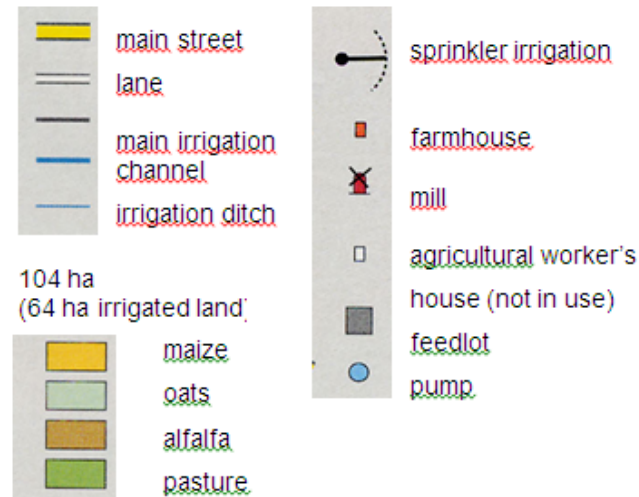 main street
lane
main irrigation
channel
irrigation ditch
104 ha
(64 ha irrigated land)
maize
oats
alfalfa
pasture
sprinkler irrigation
farmhouse
mill
agricultural worker's
house (not in use)
feedlot
pump